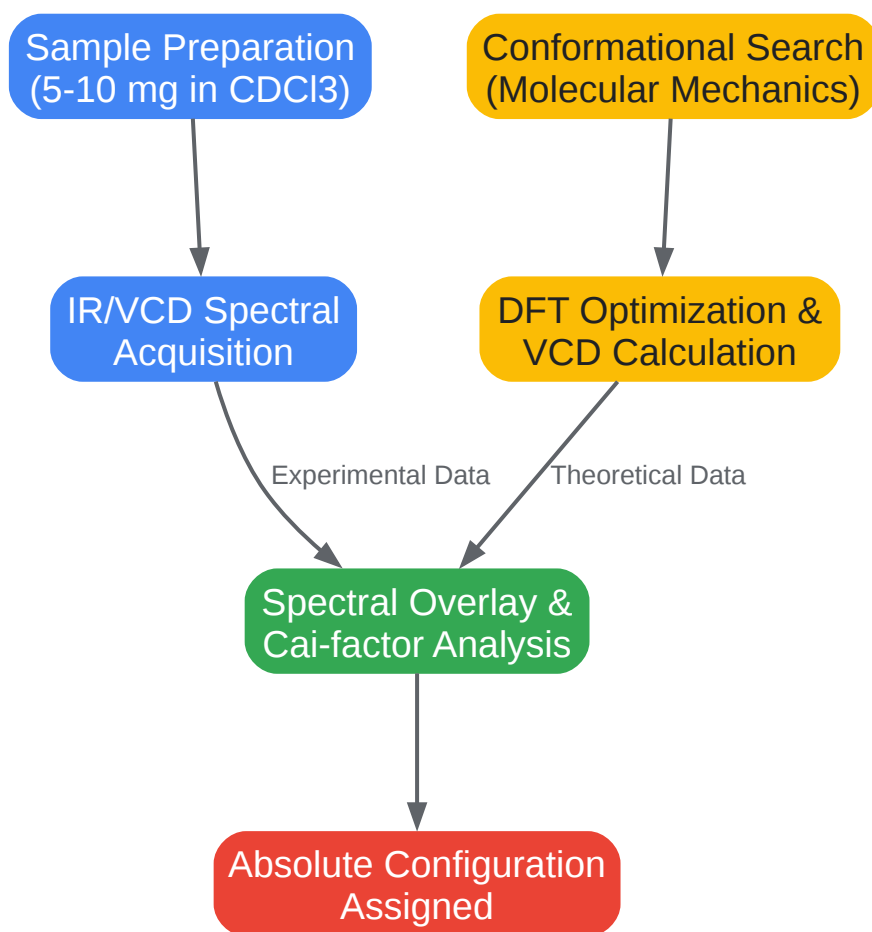 Sample Preparation
(5-10 mg in CDCl3)
Conformational Search
(Molecular Mechanics)
IR/VCD Spectral
Acquisition
DFT Optimization &
VCD Calculation
Experimental Data
Theoretical Data
Spectral Overlay &
Cai-factor Analysis
Absolute Configuration
Assigned